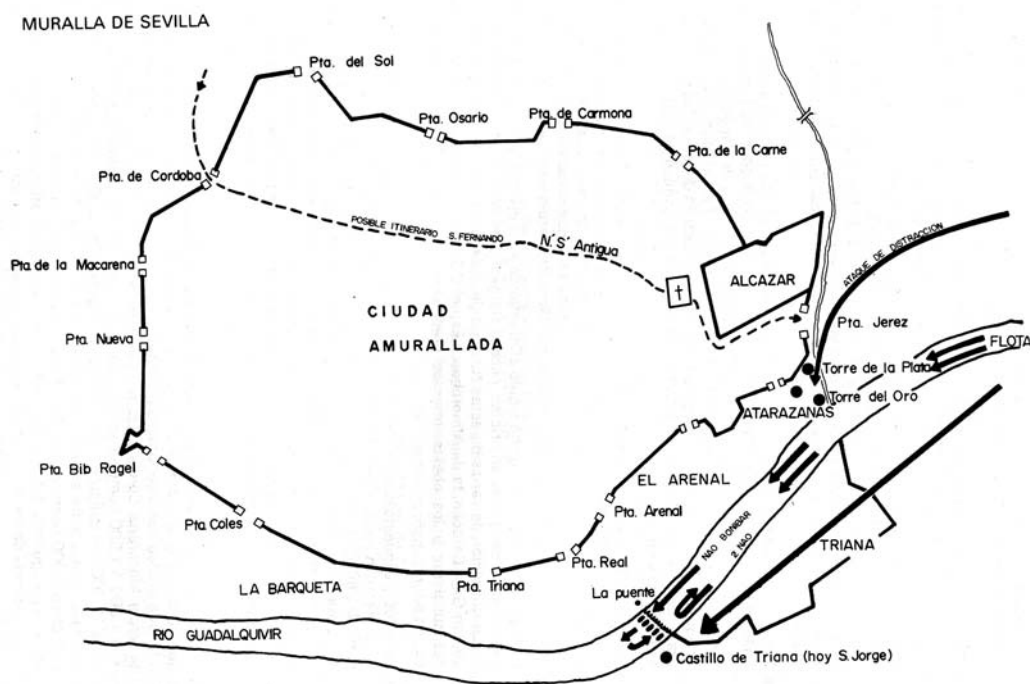 MURALLA DE SEVILLA
Pta. del Sol
Pta. Osario
Pta. de Carmona
Pta. de la Carne
Pta. de Cordoba
POSIBLE ITINERARIO S. FERNANDO
N.ª S.ª Antigua
ALCAZAR
ATAQUE DE DISTRACCION
Pta de la Macarena
CIUDAD
AMURALLADA
Pta. Nueva
Pta. Jerez
FLOTA
Torre de la Plata
Torre del Oro
ATARAZANAS
Pta. Bib Ragel
EL ARENAL
Pta. Coles
Pta. Arenal
NAO BONIBAR
2.ª NAO
TRIANA
Pta. Real
Pta. Triana
LA BARQUETA
La puente
RIO GUADALQUIVIR
Castillo de Triana (hoy S. Jorge)